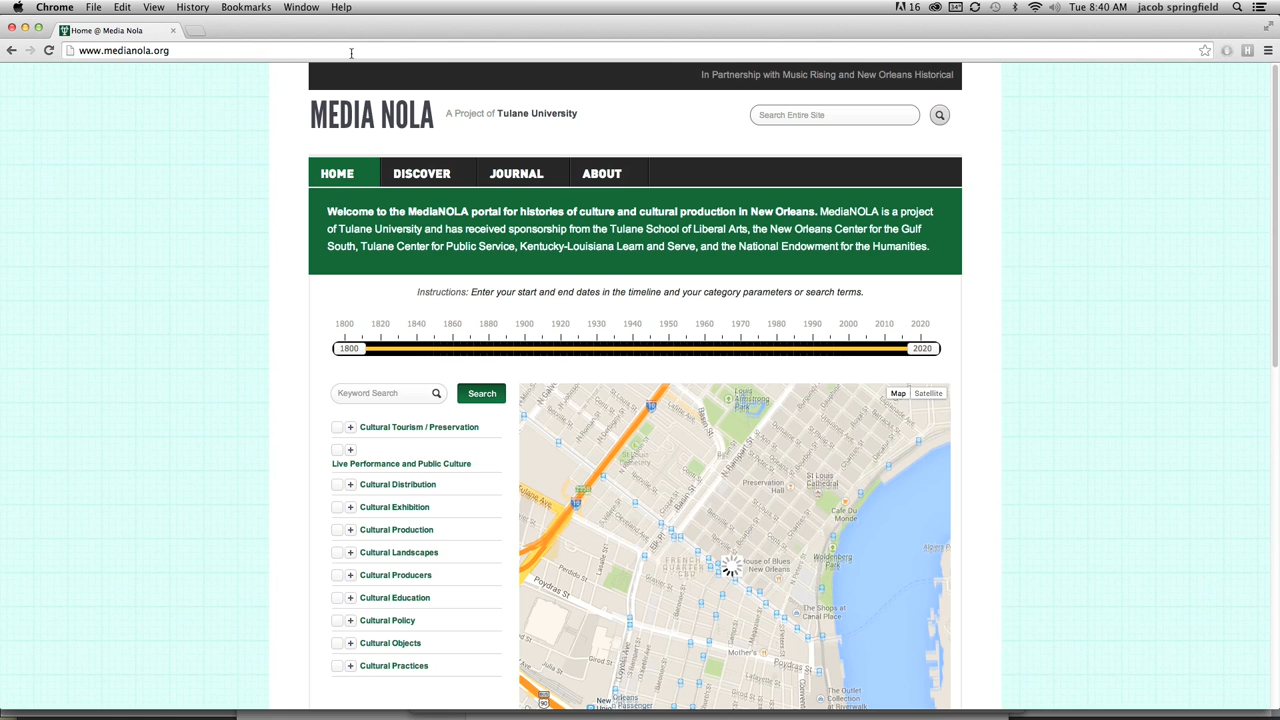 Chrome File Edit View History Bookmarks Window Help 16 Tue 8:40 AM jacob springfield
Home @ Media Nola
www.medianola.org
In Partnership with Music Rising and New Orleans Historical
MEDIA NOLA A Project of Tulane University Search Entire Site
HOME DISCOVER JOURNAL ABOUT
Welcome to the MediaNOLA portal for histories of culture and cultural production in New Orleans. MediaNOLA is a project
of Tulane University and has received sponsorship from the Tulane School of Liberal Arts, the New Orleans Center for the Gulf
South, Tulane Center for Public Service, Kentucky-Louisiana Learn and Serve, and the National Endowment for the Humanities.
Instructions: Enter your start and end dates in the timeline and your category parameters or search terms.
1800 1820 1840 1860 1880 1900 1920 1930 1940 1950 1960 1970 1980 1990 2000 2010 2020
1800 2020
Keyword Search Search
Cultural Tourism / Preservation
Live Performance and Public Culture
Cultural Distribution
Cultural Exhibition
Cultural Production
Cultural Landscapes
Cultural Producers
Cultural Education
Cultural Policy
Cultural Objects
Cultural Practices
Map Satellite
Louis
Armstrong
Park
St Louis
Cathedral
Preservation
Hall
Cafe Du
Monde
Woldenberg
Park
House of Blues
New Orleans
FRENCH
QUARTER
The Shops at
Canal Place
Mother's
Poydras St
Girod St
The Outlet
Collection
New
Orleans
90